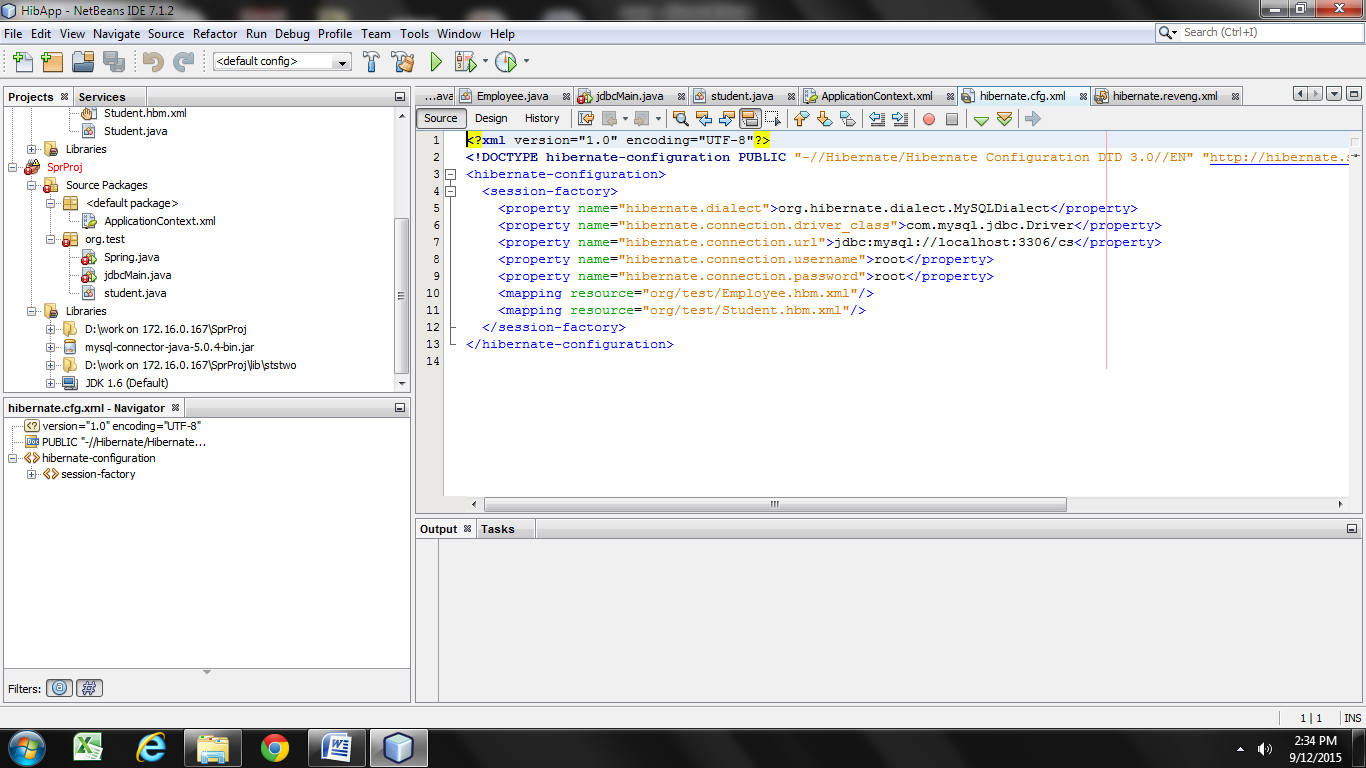 HibApp - NetBeans IDE 7.1.2
File Edit View Navigate Source Refactor Run Debug Profile Team Tools Window Help
Search (Ctrl+I)
<default config>
Projects Services
Student.hbm.xml
Student.java
Libraries
SprProj
Source Packages
<default package>
ApplicationContext.xml
org.test
Spring.java
jdbcMain.java
student.java
Libraries
D:\work on 172.16.0.167\SprProj
mysql-connector-java-5.0.4-bin.jar
D:\work on 172.16.0.167\SprProj\lib\ststwo
JDK 1.6 (Default)
hibernate.cfg.xml - Navigator
<?> version="1.0" encoding="UTF-8"
DOC PUBLIC "-//Hibernate/Hibernate...
hibernate-configuration
session-factory
Filters: @ #
...ava Employee.java jdbcMain.java student.java ApplicationContext.xml hibernate.cfg.xml hibernate.reveng.xml
Source Design History
1 <?xml version="1.0" encoding="UTF-8"?>
2 <!DOCTYPE hibernate-configuration PUBLIC "-//Hibernate/Hibernate Configuration DTD 3.0//EN" "http://hibernate.s
3 <hibernate-configuration>
4 <session-factory>
5 <property name="hibernate.dialect">org.hibernate.dialect.MySQLDialect</property>
6 <property name="hibernate.connection.driver_class">com.mysql.jdbc.Driver</property>
7 <property name="hibernate.connection.url">jdbc:mysql://localhost:3306/cs</property>
8 <property name="hibernate.connection.username">root</property>
9 <property name="hibernate.connection.password">root</property>
10 <mapping resource="org/test/Employee.hbm.xml"/>
11 <mapping resource="org/test/Student.hbm.xml"/>
12 </session-factory>
13 </hibernate-configuration>
14
Output Tasks
1 | 1 INS
2:34 PM
9/12/2015